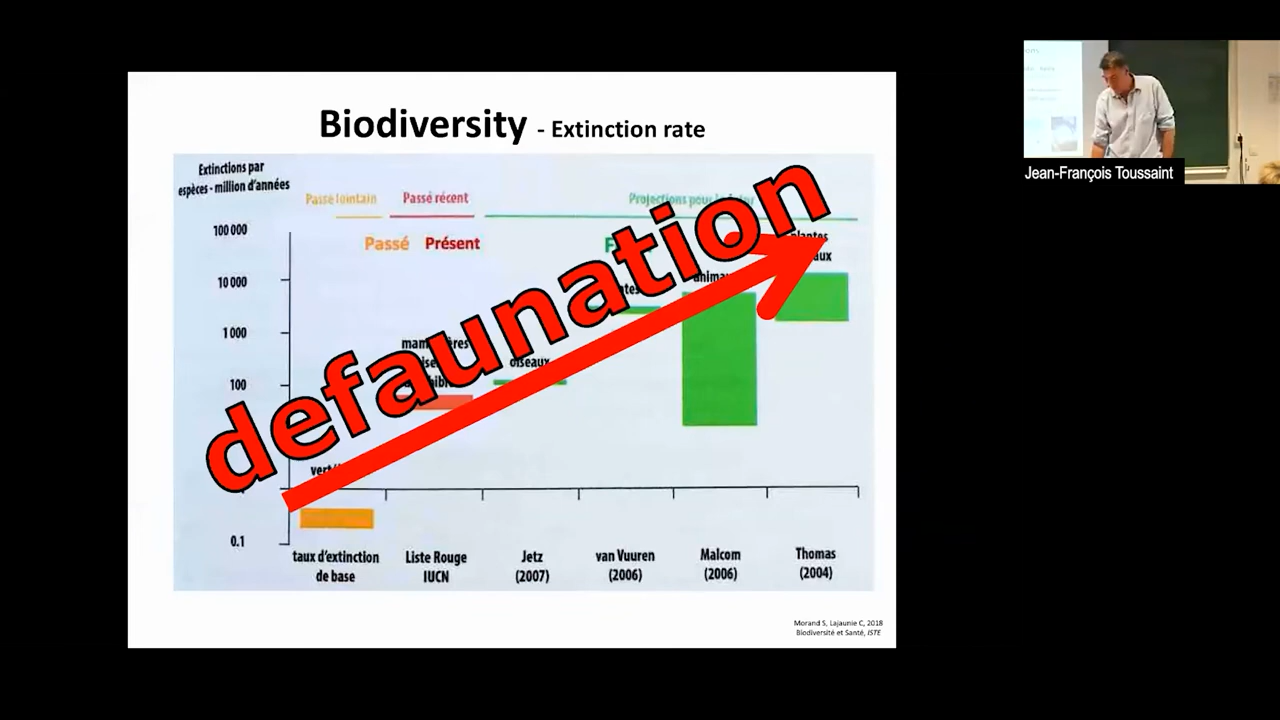 Biodiversity - Extinction rate
Extinctions par
espèces - million d'années
Passé lointain
Passé récent
Projections pour le futur
Passé Présent
100 000
10 000
1 000
100
0.1
defaunation
plantes
oiseaux
taux d'extinction
de base
Liste Rouge
IUCN
Jetz
(2007)
van Vuuren
(2006)
Malcom
(2006)
Thomas
(2004)
Morand S, Lajaunie C, 2018
Biodiversité et Santé, ISTE
Jean-François Toussaint